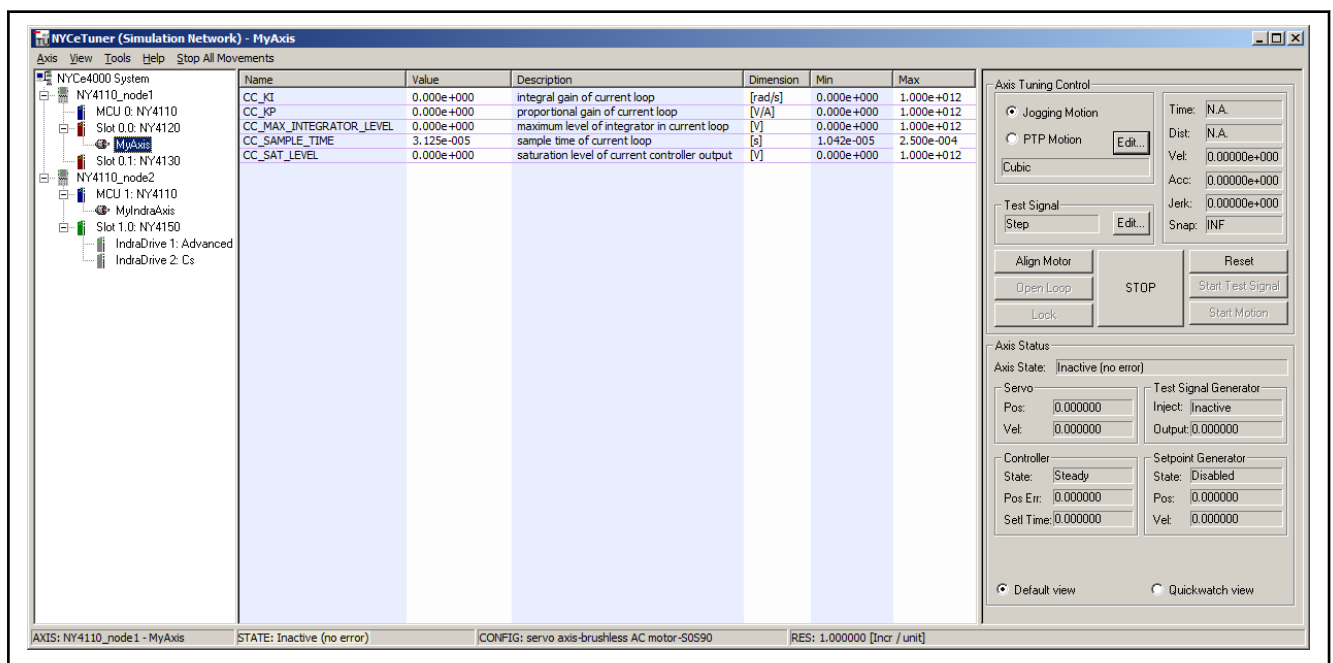 NYCeTuner (Simulation Network) - MyAxis
Axis View Tools Help Stop All Movements
NYCe4000 System
NY4110_node1
MCU 0: NY4110
Slot 0.0: NY4120
MyAxis
Slot 0.1: NY4130
NY4110_node2
MCU 1: NY4110
MyIndraAxis
Slot 1.0: NY4150
IndraDrive 1: Advanced
IndraDrive 2: Cs
Name Value Description Dimension Min Max
CC_KI 0.000e+000 integral gain of current loop [rad/s] 0.000e+000 1.000e+012
CC_KP 0.000e+000 proportional gain of current loop [V/A] 0.000e+000 1.000e+012
CC_MAX_INTEGRATOR_LEVEL 0.000e+000 maximum level of integrator in current loop [V] 0.000e+000 1.000e+012
CC_SAMPLE_TIME 3.125e-005 sample time of current loop [s] 1.042e-005 2.500e-004
CC_SAT_LEVEL 0.000e+000 saturation level of current controller output [V] 0.000e+000 1.000e+012
Axis Tuning Control
Jogging Motion
PTP Motion Edit...
Cubic
Time: N.A.
Dist: N.A.
Vel: 0.00000e+000
Acc: 0.00000e+000
Jerk: 0.00000e+000
Snap: INF
Test Signal
Step Edit...
Align Motor STOP Reset
Open Loop Start Test Signal
Lock Start Motion
Axis Status
Axis State: Inactive (no error)
Servo
Pos: 0.000000
Vel: 0.000000
Test Signal Generator
Inject: Inactive
Output: 0.000000
Controller
State: Steady
Pos Err: 0.000000
Setl Time: 0.000000
Setpoint Generator
State: Disabled
Pos: 0.000000
Vel: 0.000000
Default view Quickwatch view
AXIS: NY4110_node1 - MyAxis STATE: Inactive (no error) CONFIG: servo axis-brushless AC motor-S0S90 RES: 1.000000 [Incr / unit]